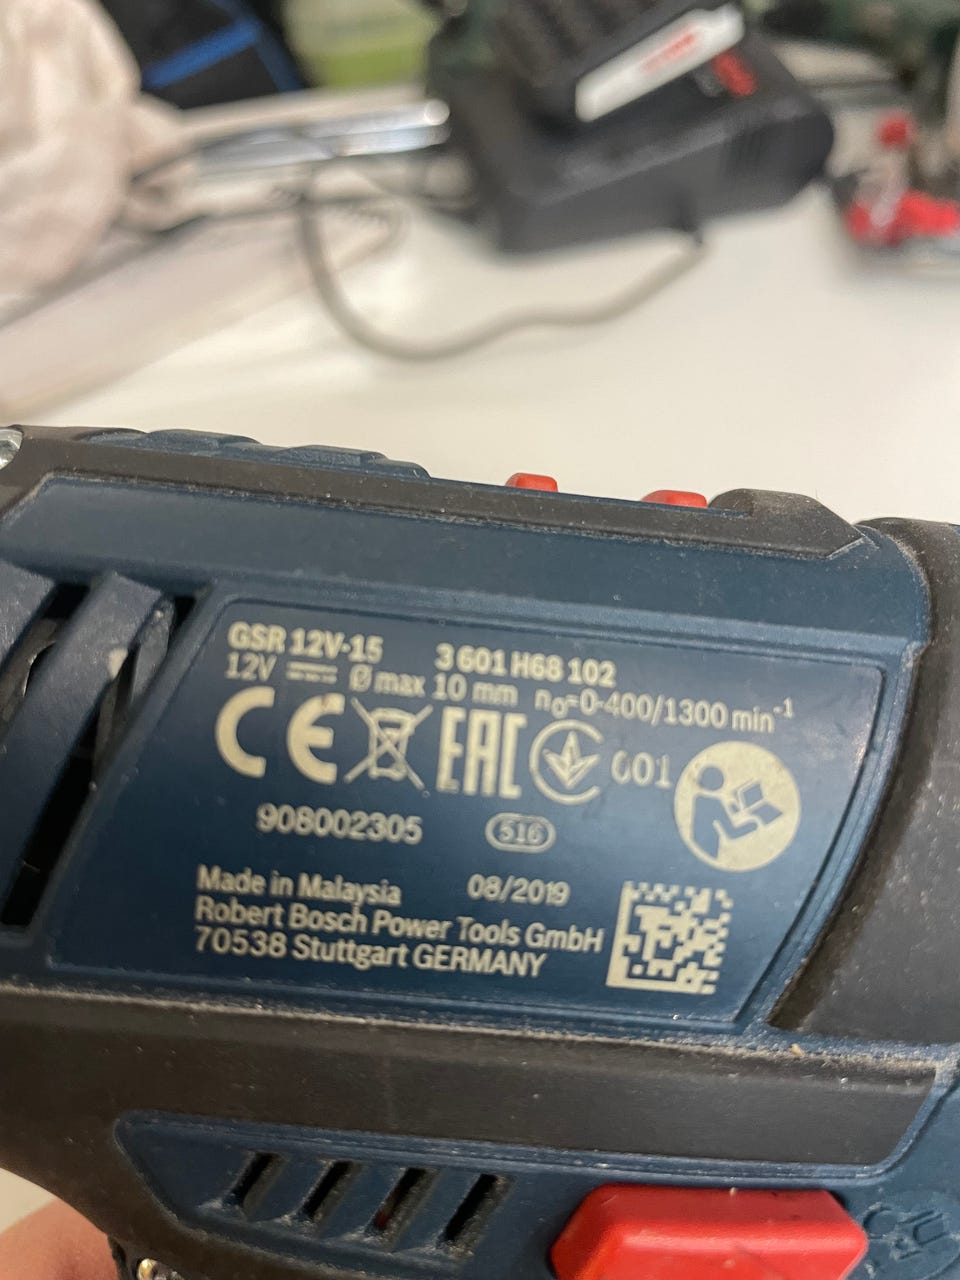 GSR 12V-15 3 601 H68 102
12V ⎓ Ø max 10 mm n₀=0-400/1300 min⁻¹
CE EAC 001
908002305 516
Made in Malaysia 08/2019
Robert Bosch Power Tools GmbH
70538 Stuttgart GERMANY